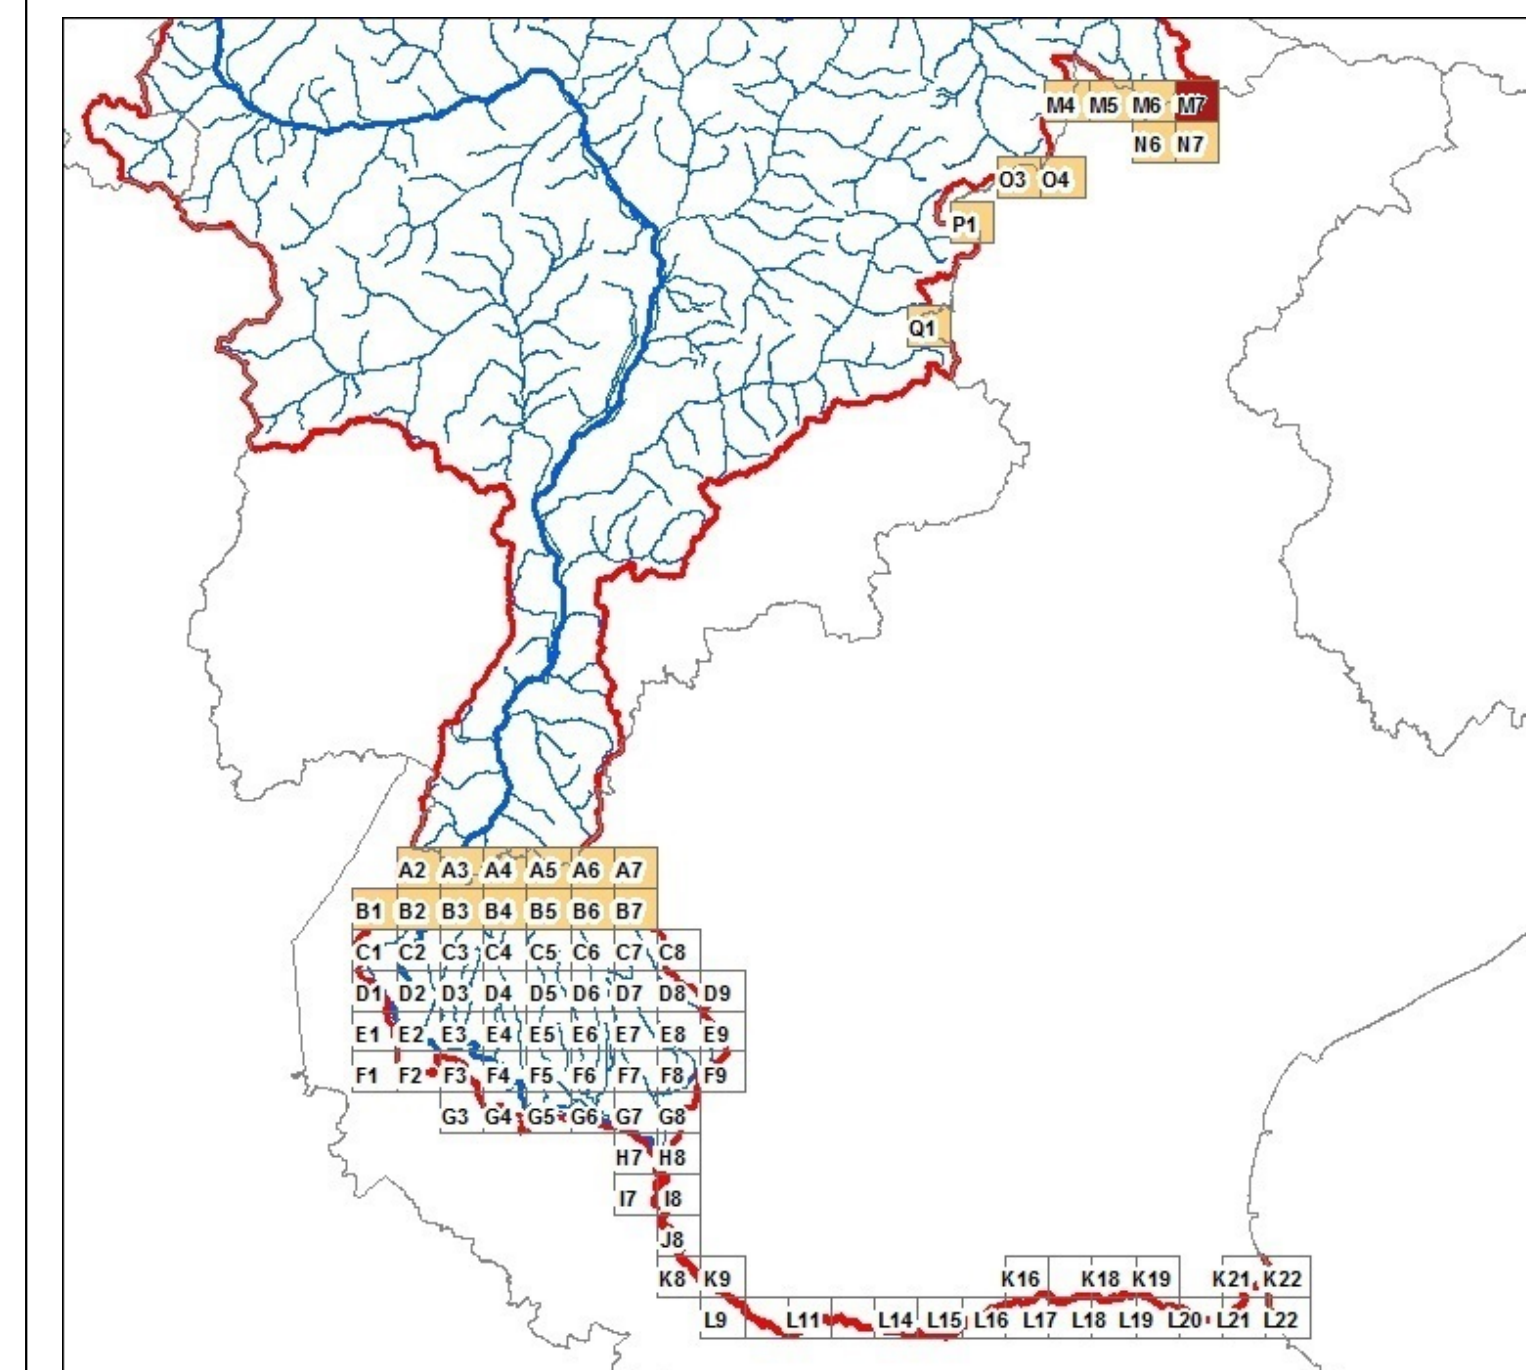 M4 M5 M6 M7
N6 N7
O3 O4
P1
Q1
A2 A3 A4 A5 A6 A7
B1 B2 B3 B4 B5 B6 B7
C1 C2 C3 C4 C5 C6 C7 C8
D1 D2 D3 D4 D5 D6 D7 D8 D9
E1 E2 E3 E4 E5 E6 E7 E8 E9
F1 F2 F3 F4 F5 F6 F7 F8 F9
G3 G4 G5 G6 G7 G8
H7 H8
I7 I8
J8
K8 K9 K16 K18 K19 K21 K22
L9 L11 L14 L15 L16 L17 L18 L19 L20 L21 L22